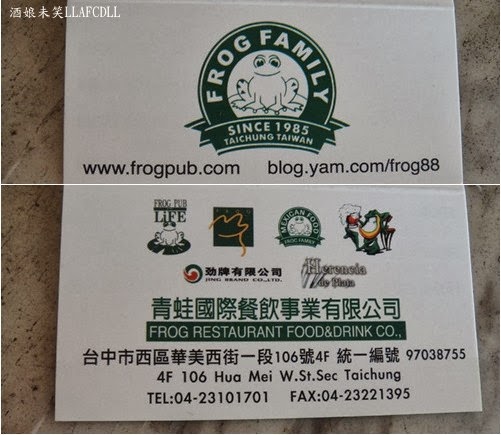 酒娘未笑LLAFCDLL
FROG FAMILY
SINCE 1985
TAICHUNG TAIWAN
www.frogpub.com blog.yam.com/frog88
FROG PUB
LiFE
MEXICAN FOOD
FROG FAMILY
劲牌有限公司
JING BRAND CO.,LTD.
Herencia
de Plata
青蛙國際餐飲事業有限公司
FROG RESTAURANT FOOD&DRINK CO.,
台中市西區華美西街一段106號4F 統一編號 97038755
4F 106 Hua Mei W.St.Sec Taichung
TEL:04-23101701 FAX:04-23221395